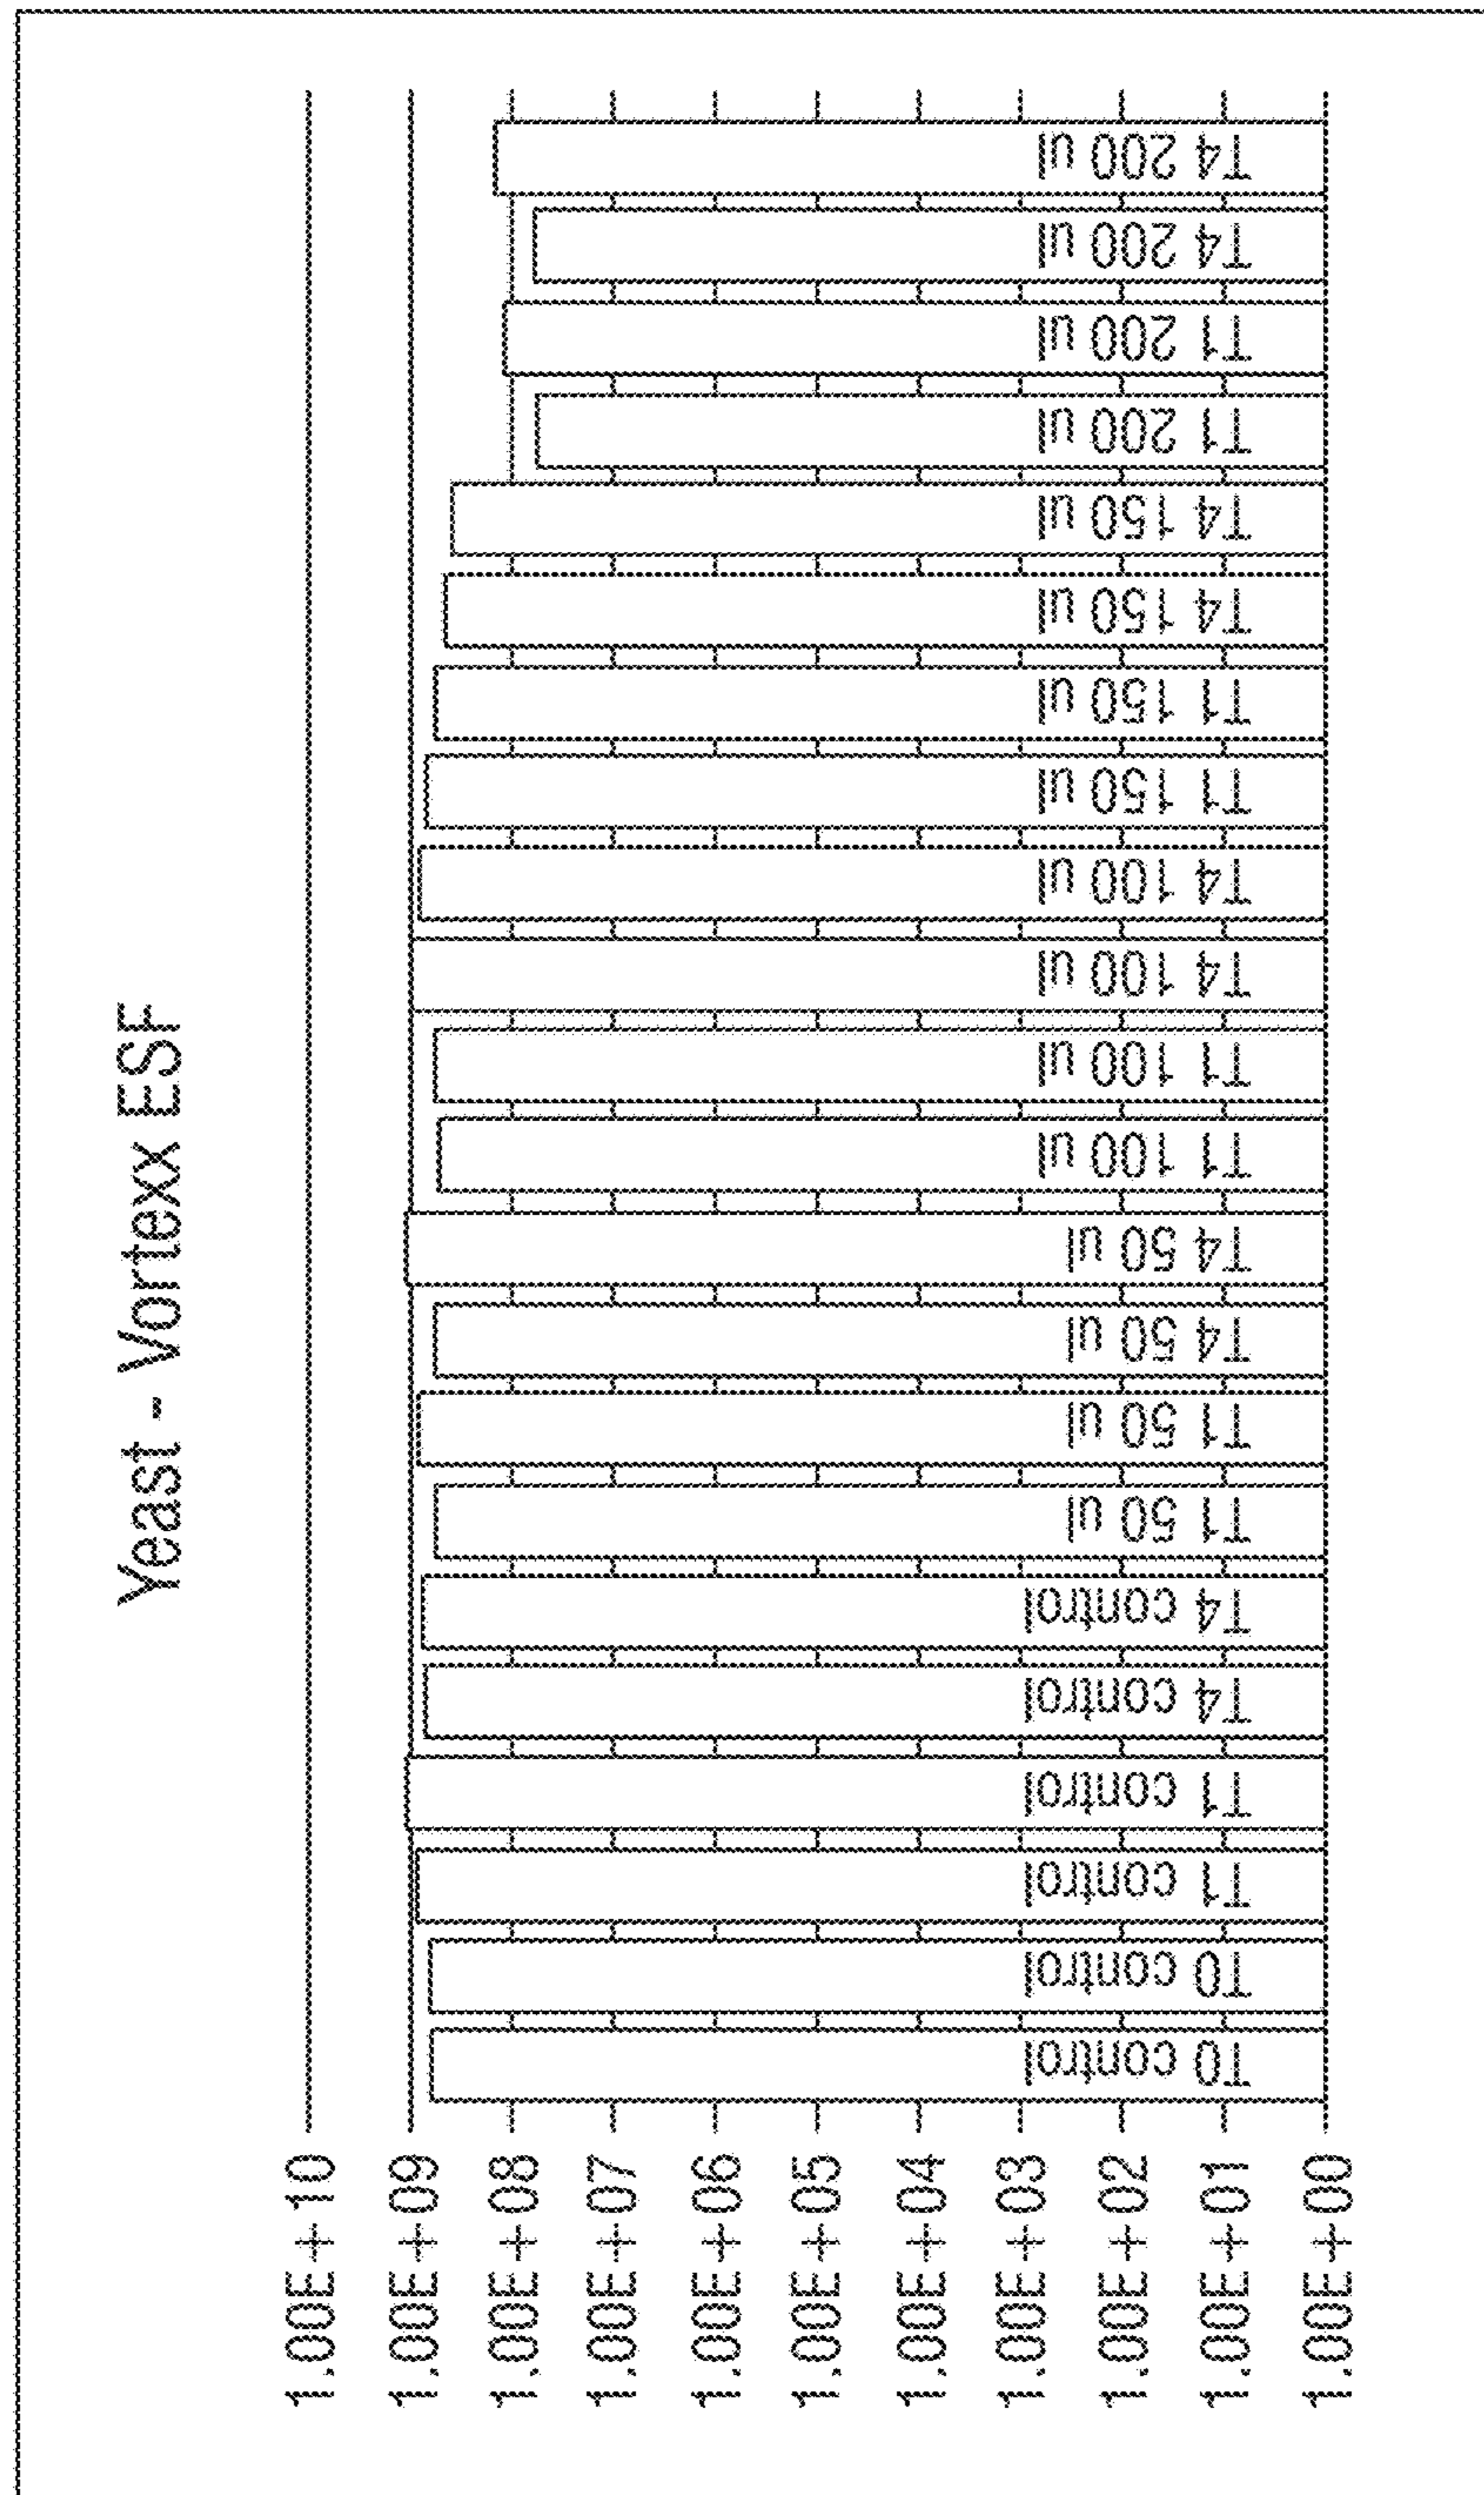 Yeast - Vortexx ESF
1.00E+10
1.00E+09
1.00E+08
1.00E+07
1.00E+06
1.00E+05
1.00E+04
1.00E+03
1.00E+02
1.00E+01
1.00E+00
T0 control
T0 control
T1 control
T1 control
T4 control
T4 control
T1 50 ul
T1 50 ul
T4 50 ul
T4 50 ul
T1 100 ul
T1 100 ul
T4 100 ul
T4 100 ul
T1 150 ul
T1 150 ul
T4 150 ul
T4 150 ul
T1 200 ul
T1 200 ul
T4 200 ul
T4 200 ul